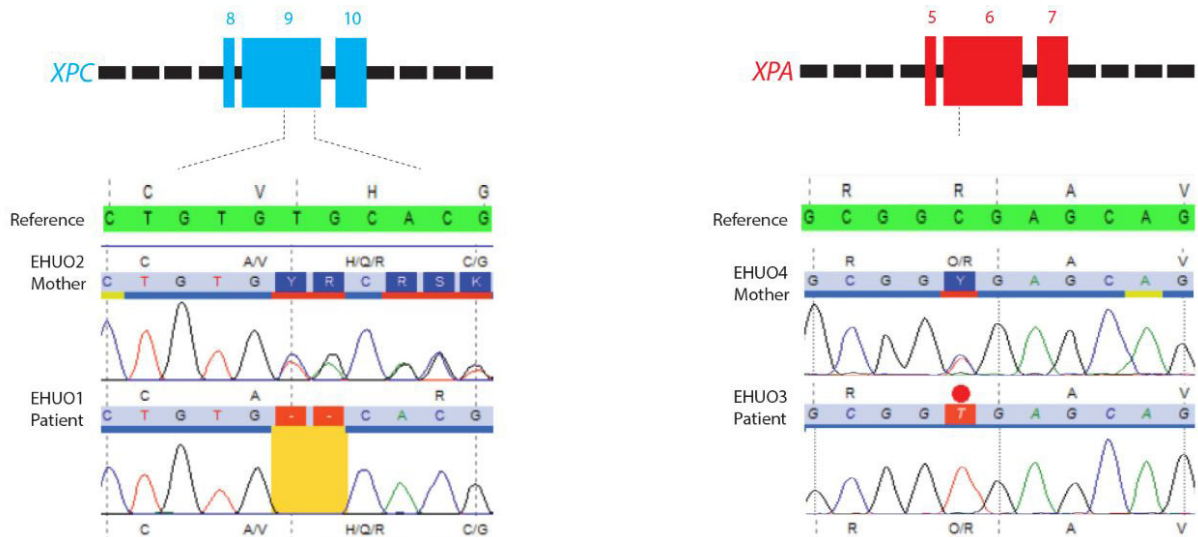 8 9 10
XPC
C V H G
Reference C T G T G T G C A C G
EHUO2 C A/V H/Q/R C/G
Mother C T G T G Y R C R S K
EHUO1 C A R
Patient C T G T G - - C A C G
C A/V H/Q/R C/G
5 6 7
XPA
R R A V
Reference G C G G C G A G C A G
EHUO4 R O/R A V
Mother G C G G Y G A G C A G
EHUO3 R A V
Patient G C G G T G A G C A G
R O/R A V